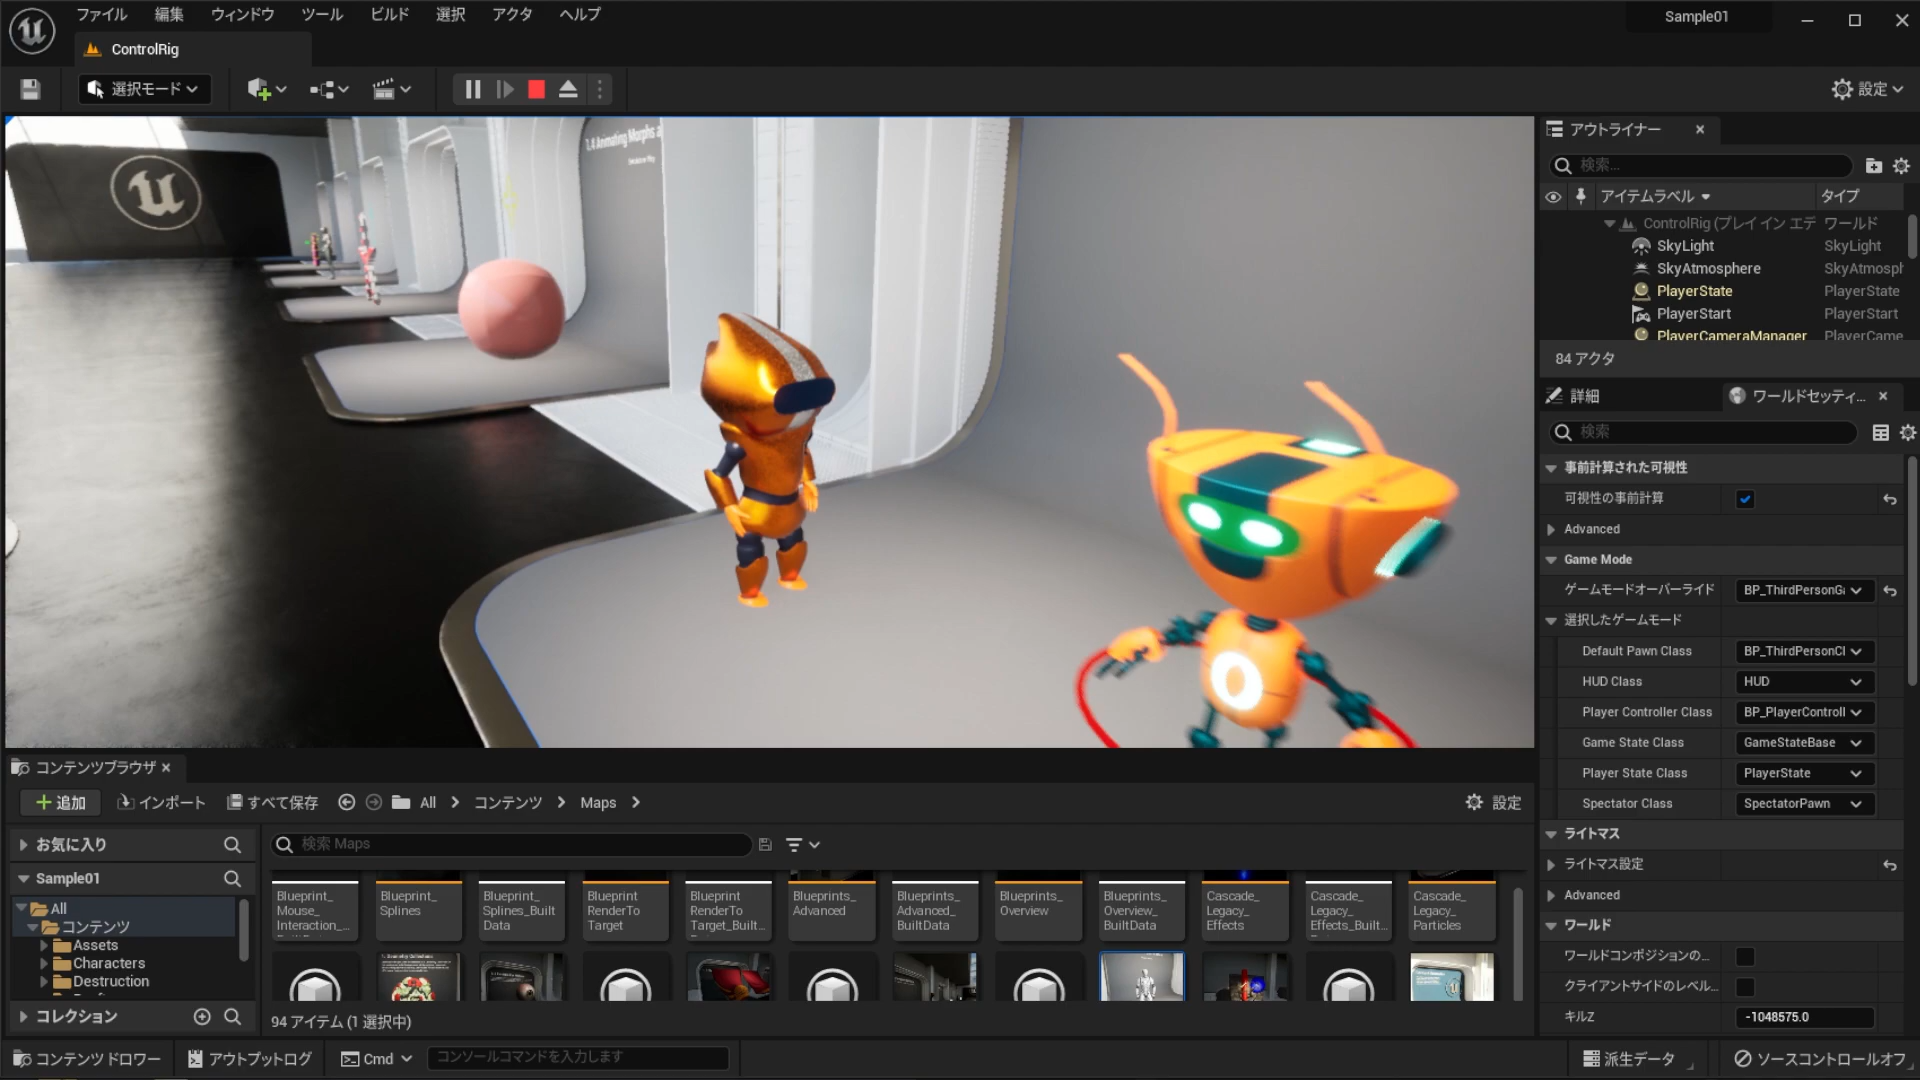 ファイル 編集 ウィンドウ ツール ビルド 選択 アクタ ヘルプ
Sample01
ControlRig
選択モード
設定
1.4 Animating Morphs a
アウトライナー
検索...
アイテムラベル タイプ
ControlRig (プレイ イン エデ ワールド
SkyLight SkyLight
SkyAtmosphere SkyAtmosph
PlayerState PlayerState
PlayerStart PlayerStart
PlayerCameraManager PlayerCame
84 アクタ
詳細 ワールドセッティ...
検索
事前計算された可視性
可視性の事前計算
Advanced
Game Mode
ゲームモードオーバーライド BP_ThirdPersonGa
選択したゲームモード
Default Pawn Class BP_ThirdPersonCl
HUD Class HUD
Player Controller Class BP_PlayerControll
Game State Class GameStateBase
Player State Class PlayerState
Spectator Class SpectatorPawn
ライトマス
ライトマス設定
Advanced
ワールド
ワールドコンポジションの...
クライアントサイドのレベル...
キルZ -1048575.0
コンテンツブラウザ
追加 インポート すべて保存 All コンテンツ Maps 設定
お気に入り
検索 Maps
Sample01
All
コンテンツ
Assets
Characters
Destruction
コレクション
Blueprint_
Mouse_
Interaction_...
Blueprint_
Splines
Blueprint_
Splines_Built
Data
Blueprint
RenderTo
Target
Blueprint
RenderTo
Target_Built...
Blueprints_
Advanced
Blueprints_
Advanced_
BuiltData
Blueprints_
Overview
Blueprints_
Overview_
BuiltData
Cascade_
Legacy_
Effects
Cascade_
Legacy_
Effects_Built...
Cascade_
Legacy_
Particles
94 アイテム (1 選択中)
コンテンツ ドロワー アウトプットログ Cmd コンソールコマンドを入力します 派生データ ソースコントロールオフ